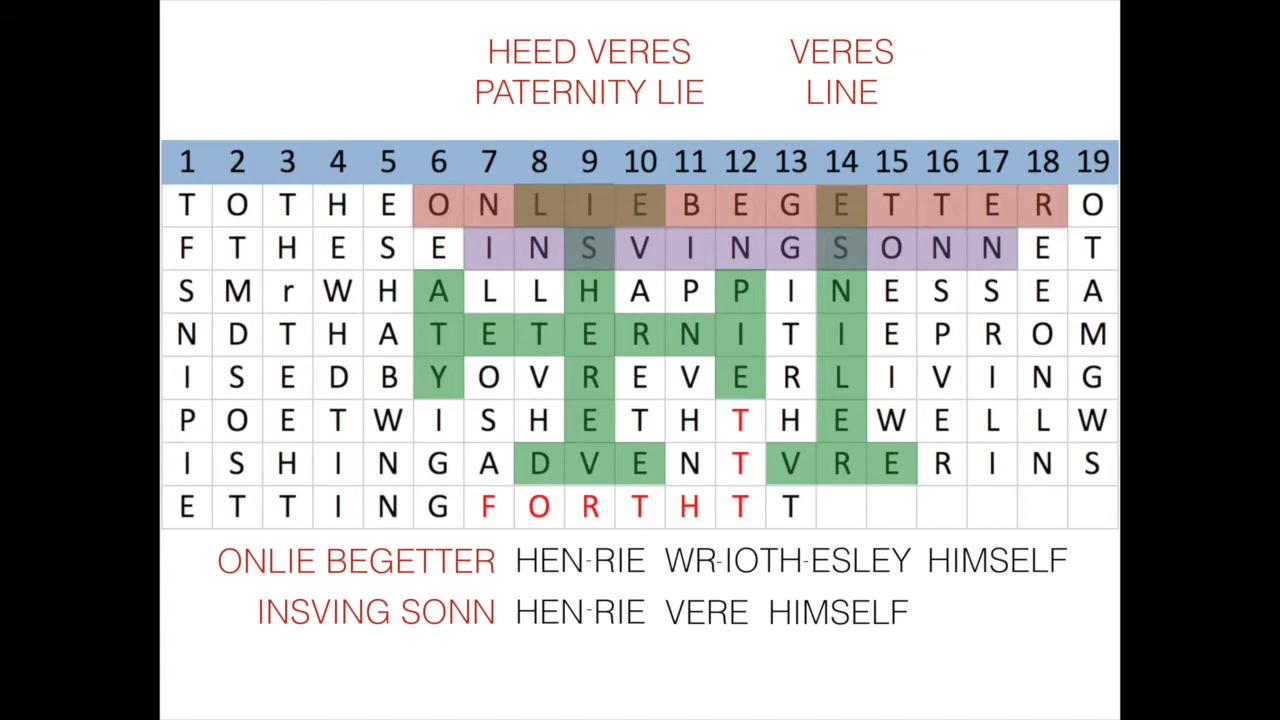 HEED VERES VERES
PATERNITY LIE LINE
1 2 3 4 5 6 7 8 9 10 11 12 13 14 15 16 17 18 19
T O T H E O N L I E B E G E T T E R O
F T H E S E I N S V I N G S O N N E T
S M r W H A L L H A P P I N E S S E A
N D T H A T E T E R N I T I E P R O M
I S E D B Y O V R E V E R L I V I N G
P O E T W I S H E T H T H E W E L L W
I S H I N G A D V E N T V R E R I N S
E T T I N G F O R T H T T
ONLIE BEGETTER HEN-RIE WR-IOTH-ESLEY HIMSELF
INSVING SONN HEN-RIE VERE HIMSELF